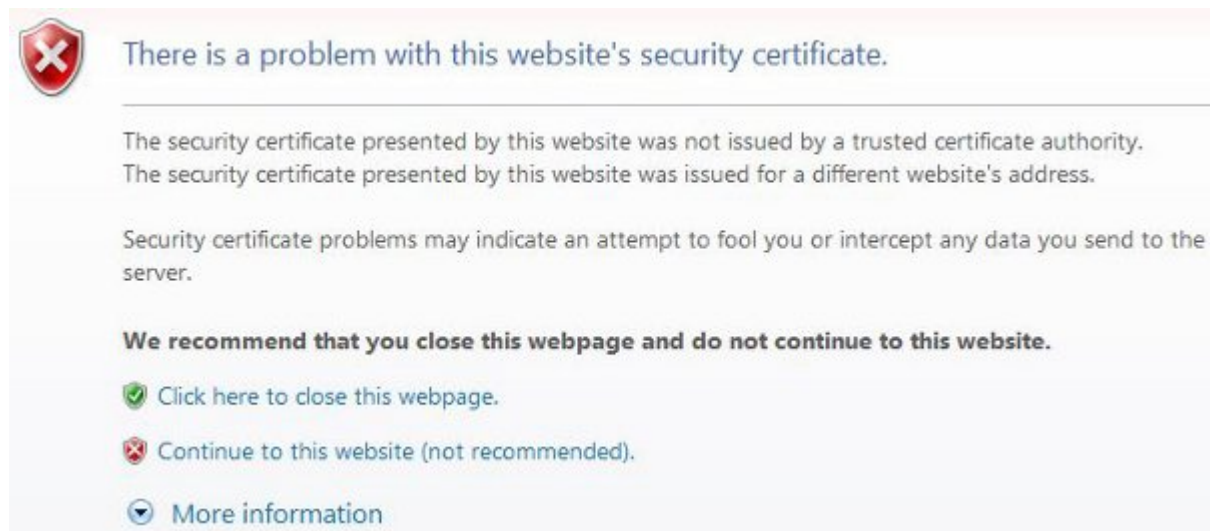 There is a problem with this website's security certificate.
The security certificate presented by this website was not issued by a trusted certificate authority.
The security certificate presented by this website was issued for a different website's address.
Security certificate problems may indicate an attempt to fool you or intercept any data you send to the
server.
We recommend that you close this webpage and do not continue to this website.
Click here to close this webpage.
Continue to this website (not recommended).
More information